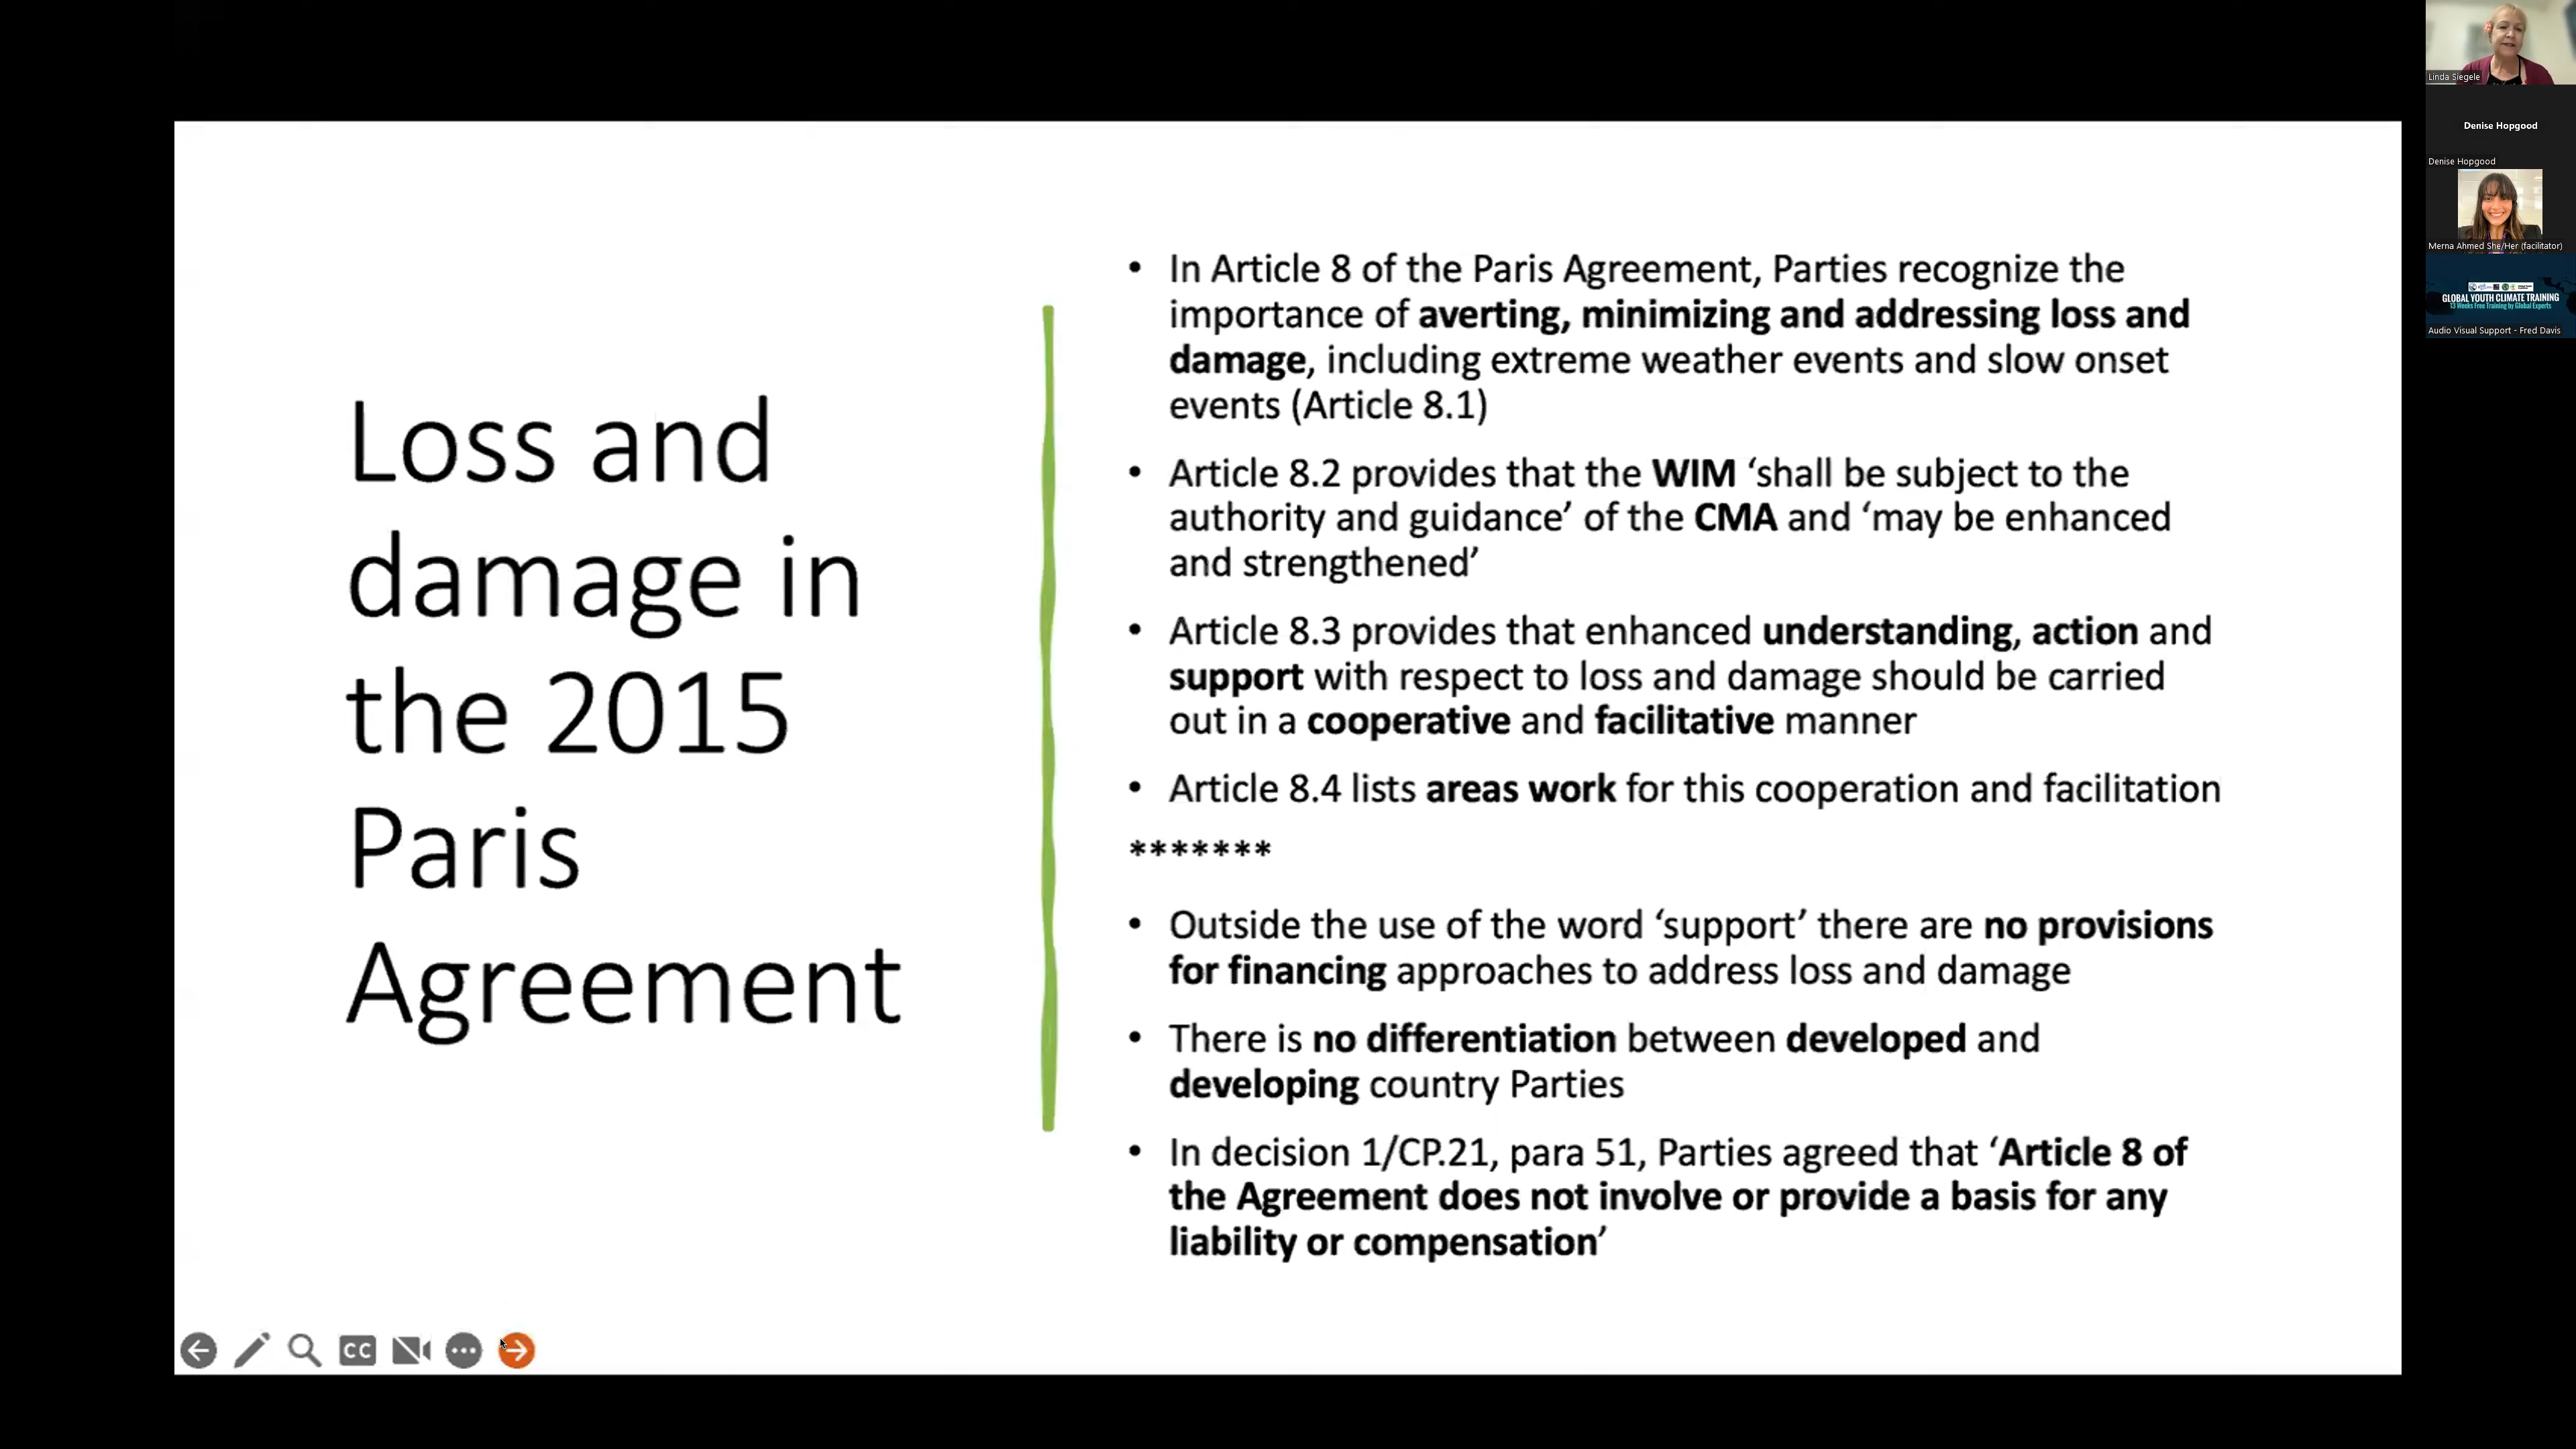 Loss and
damage in
the 2015
Paris
Agreement
• In Article 8 of the Paris Agreement, Parties recognize the
importance of averting, minimizing and addressing loss and
damage, including extreme weather events and slow onset
events (Article 8.1)
• Article 8.2 provides that the WIM ‘shall be subject to the
authority and guidance’ of the CMA and ‘may be enhanced
and strengthened’
• Article 8.3 provides that enhanced understanding, action and
support with respect to loss and damage should be carried
out in a cooperative and facilitative manner
• Article 8.4 lists areas work for this cooperation and facilitation
*******
• Outside the use of the word ‘support’ there are no provisions
for financing approaches to address loss and damage
• There is no differentiation between developed and
developing country Parties
• In decision 1/CP.21, para 51, Parties agreed that ‘Article 8 of
the Agreement does not involve or provide a basis for any
liability or compensation’
CC
Linda Siegele
Denise Hopgood
Denise Hopgood
Merna Ahmed She/Her (facilitator)
GLOBAL YOUTH CLIMATE TRAINING
13 Weeks Free Training by Global Experts
Audio Visual Support - Fred Davis